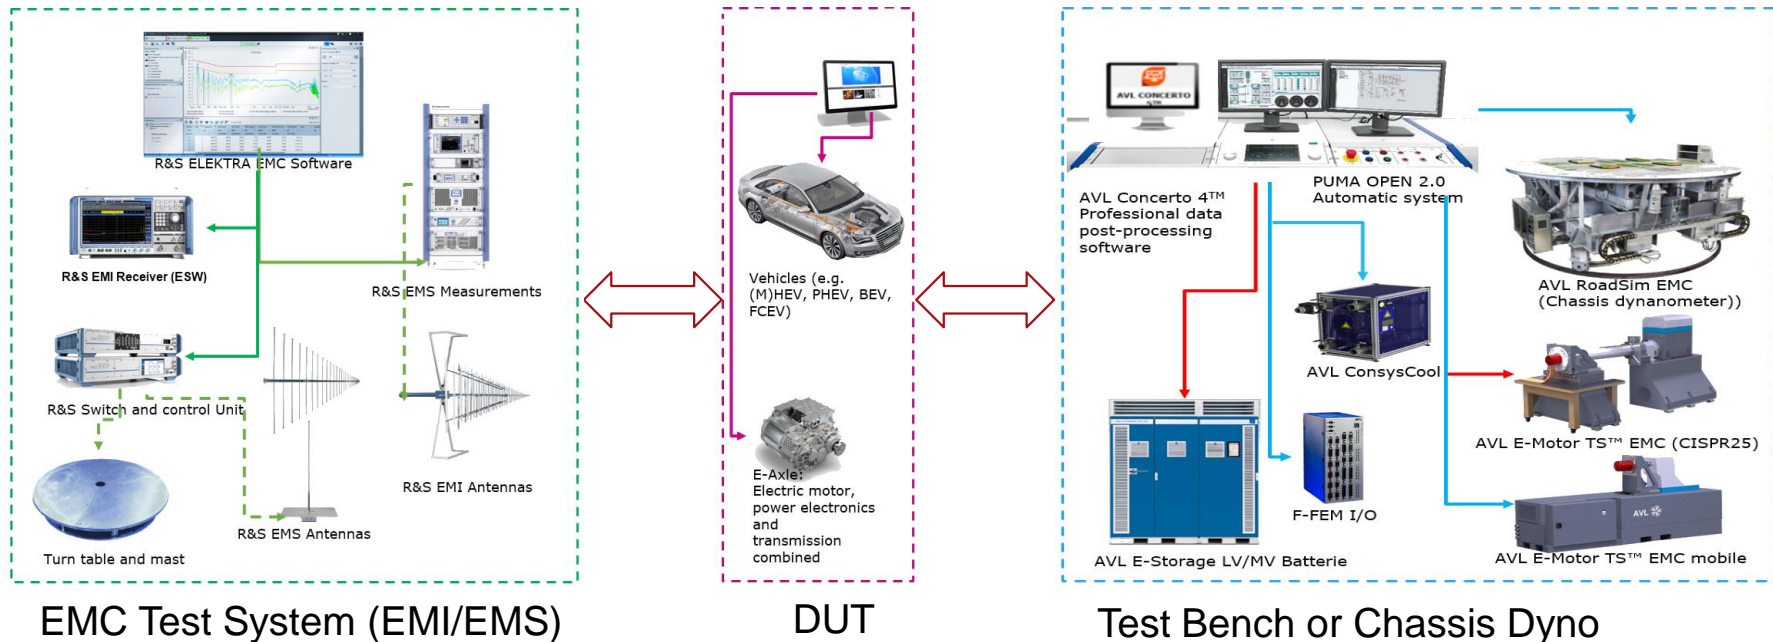 R&S ELEKTRA EMC Software
R&S EMI Receiver (ESW)
R&S EMS Measurements
R&S Switch and control Unit
R&S EMI Antennas
R&S EMS Antennas
Turn table and mast
EMC Test System (EMI/EMS)
Vehicles (e.g.
(M)HEV, PHEV, BEV,
FCEV)
E-Axle:
Electric motor,
power electronics
and
transmission
combined
DUT
AVL CONCERTO
AVL Concerto 4™
Professional data
post-processing
software
PUMA OPEN 2.0
Automatic system
AVL RoadSim EMC
(Chassis dynanometer))
AVL ConsysCool
AVL E-Motor TS™ EMC (CISPR25)
F-FEM I/O
AVL
AVL E-Storage LV/MV Batterie
AVL E-Motor TS™ EMC mobile
Test Bench or Chassis Dyno